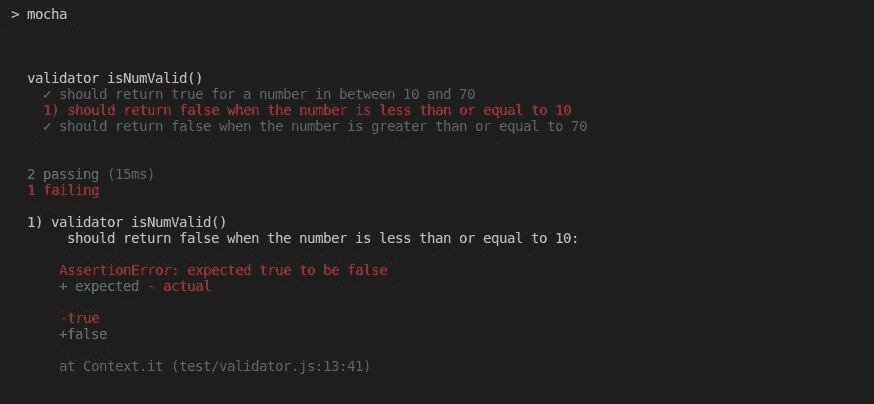 > mocha
validator isNumValid()
✓ should return true for a number in between 10 and 70
1) should return false when the number is less than or equal to 10
✓ should return false when the number is greater than or equal to 70
2 passing (15ms)
1 failing
1) validator isNumValid()
should return false when the number is less than or equal to 10:
AssertionError: expected true to be false
+ expected - actual
-true
+false
at Context.it (test/validator.js:13:41)